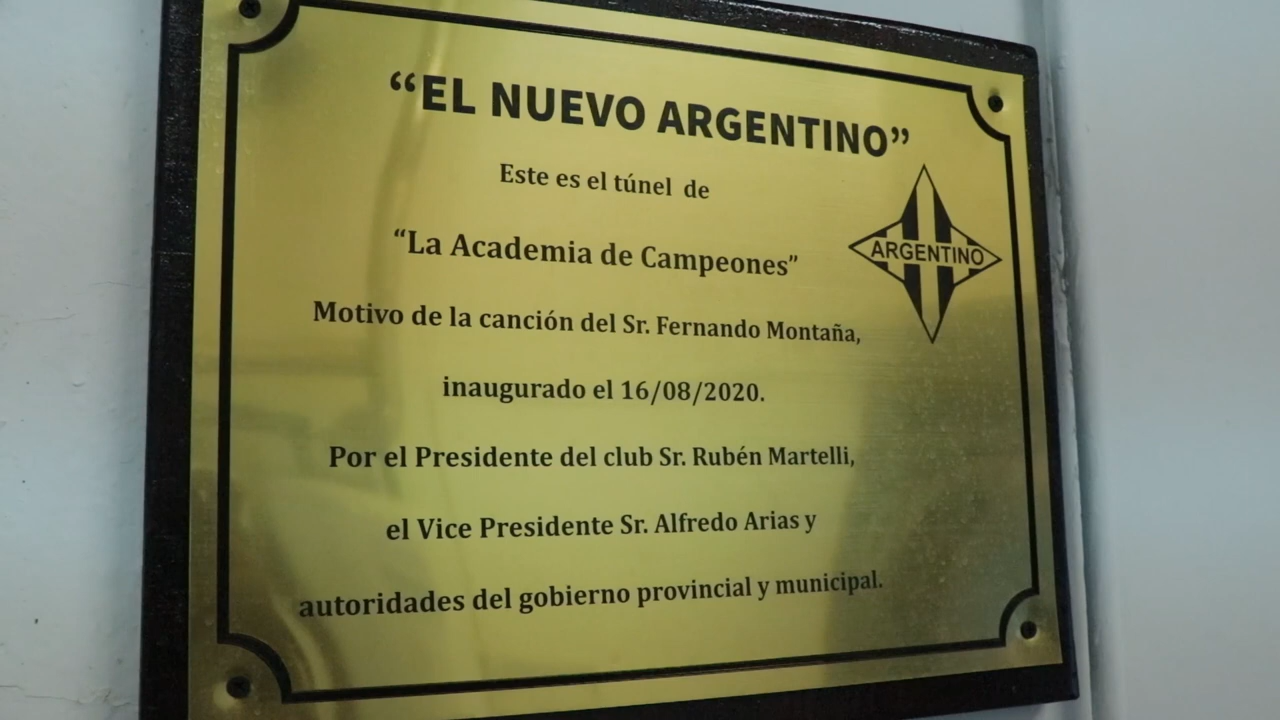 “EL NUEVO ARGENTINO”
Este es el túnel de
“La Academia de Campeones”
ARGENTINO
Motivo de la canción del Sr. Fernando Montaña,
inaugurado el 16/08/2020.
Por el Presidente del club Sr. Rubén Martelli,
el Vice Presidente Sr. Alfredo Arias y
autoridades del gobierno provincial y municipal.